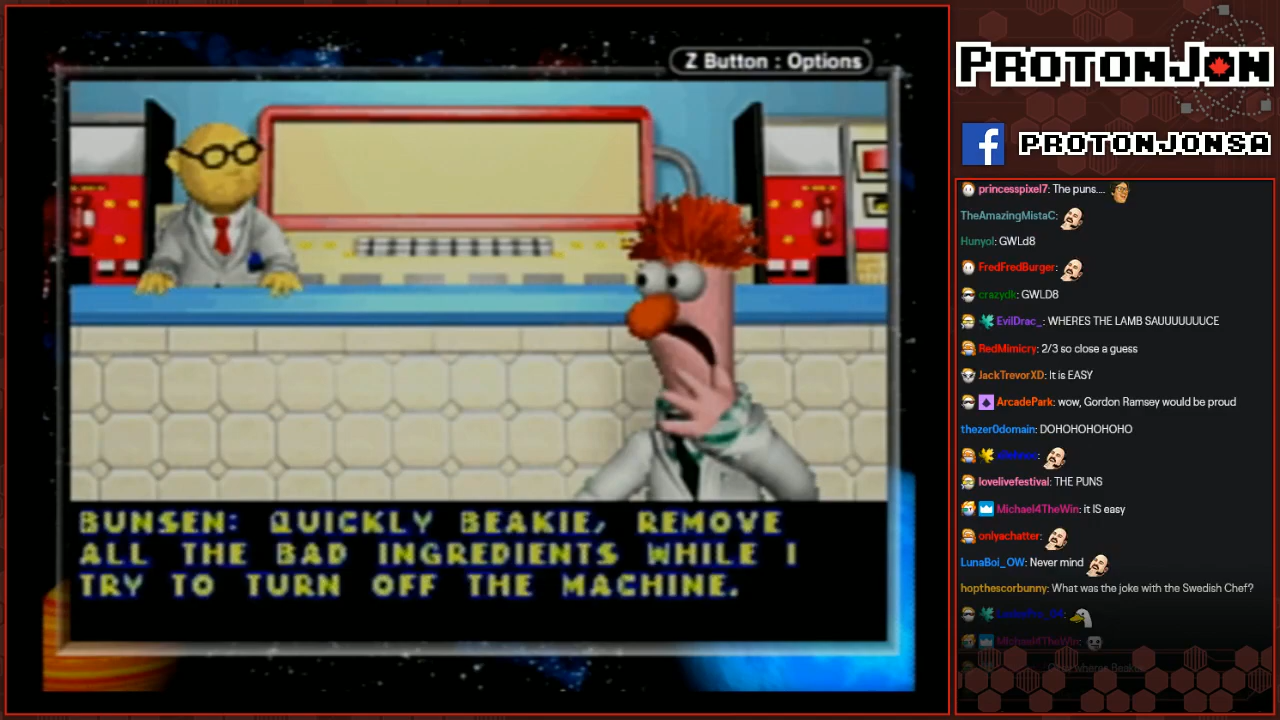 Z Button : Options
BUNSEN: QUICKLY BEAKIE, REMOVE
ALL THE BAD INGREDIENTS WHILE I
TRY TO TURN OFF THE MACHINE.
PROTONJON
f PROTONJONSA
princesspixel7: The puns....
TheAmazingMistaC:
Hunyol: GWLd8
FredFredBurger:
crazydk: GWLD8
EvilDrac_: WHERES THE LAMB SAUUUUUUUCE
RedMimicry: 2/3 so close a guess
JackTrevorXD: It is EASY
ArcadePark: wow, Gordon Ramsey would be proud
thezer0domain: DOHOHOHOHOHO
lovelivefestival: THE PUNS
Michael4TheWin: it IS easy
onlyachatter:
LunaBoi_OW: Never mind
hopthescorbunny: What was the joke with the Swedish Chef?
Michael4TheWin: